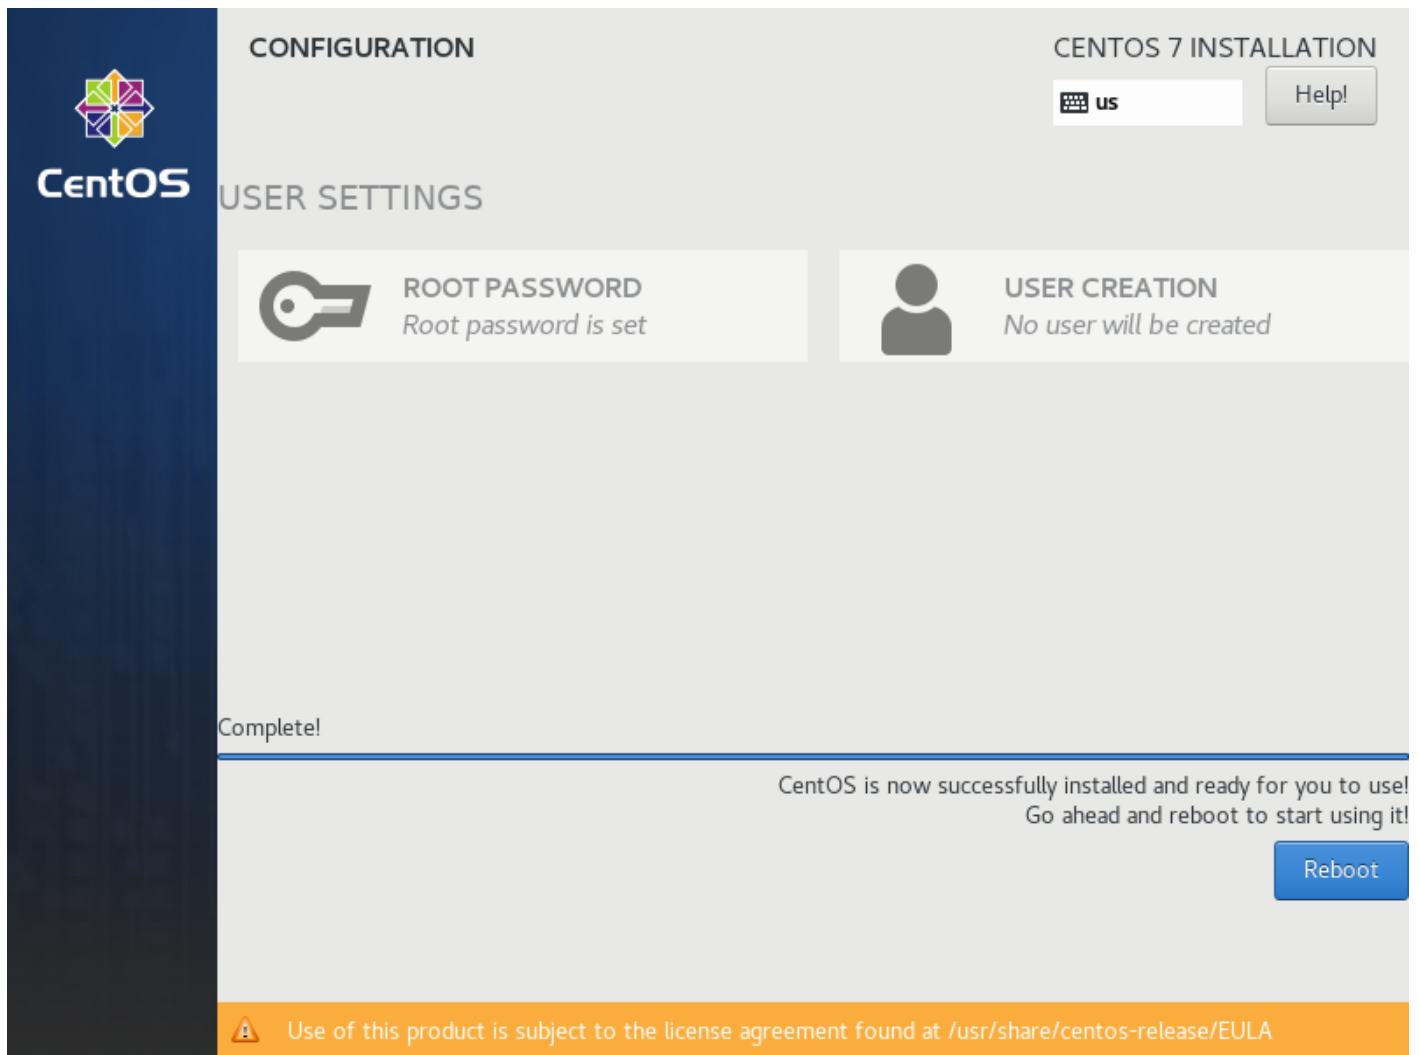 CONFIGURATION
CENTOS 7 INSTALLATION
us
Help!
CentOS
USER SETTINGS
ROOT PASSWORD
Root password is set
USER CREATION
No user will be created
Complete!
CentOS is now successfully installed and ready for you to use!
Go ahead and reboot to start using it!
Reboot
Use of this product is subject to the license agreement found at /usr/share/centos-release/EULA